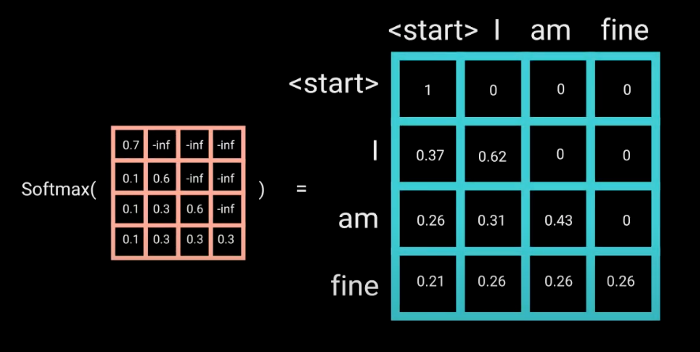 <start> I am fine
<start> 1 0 0 0
0.7 -inf -inf -inf
I 0.37 0.62 0 0
0.1 0.6 -inf -inf
Softmax( ) =
0.1 0.3 0.6 -inf
am 0.26 0.31 0.43 0
0.1 0.3 0.3 0.3
fine 0.21 0.26 0.26 0.26